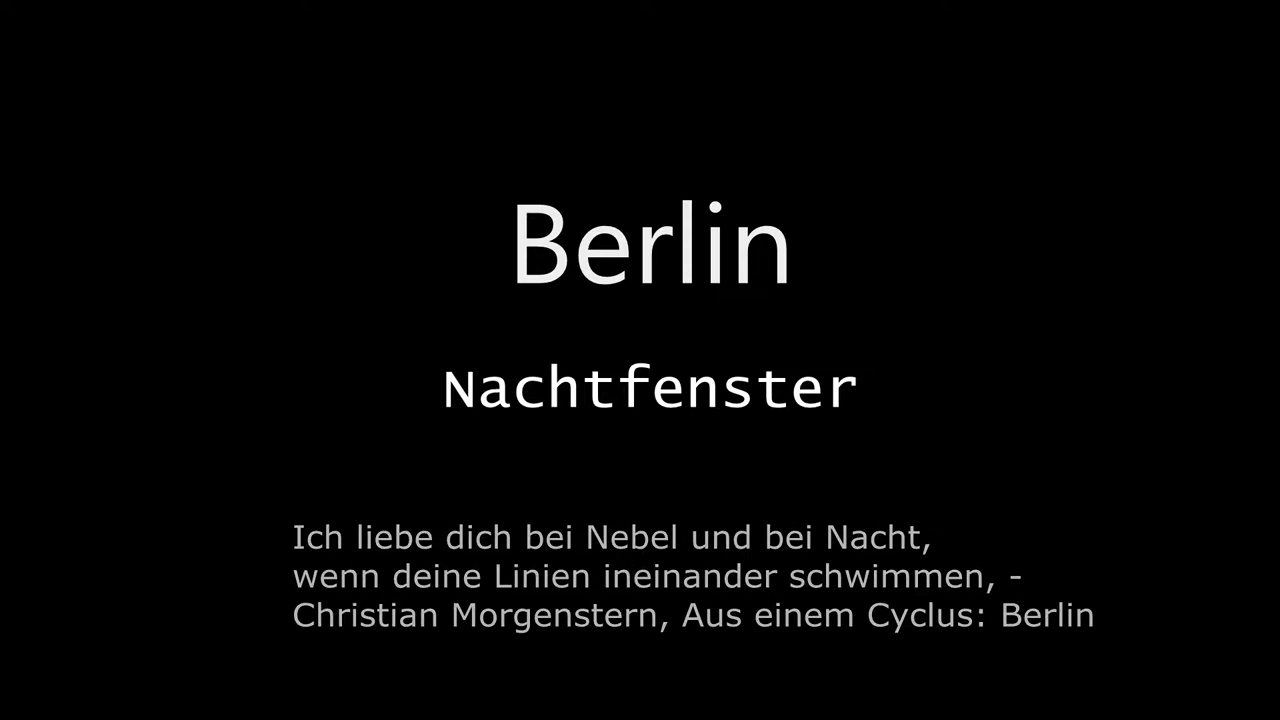 Berlin
Nachtfenster
Ich liebe dich bei Nebel und bei Nacht,
wenn deine Linien ineinander schwimmen, -
Christian Morgenstern, Aus einem Cyclus: Berlin